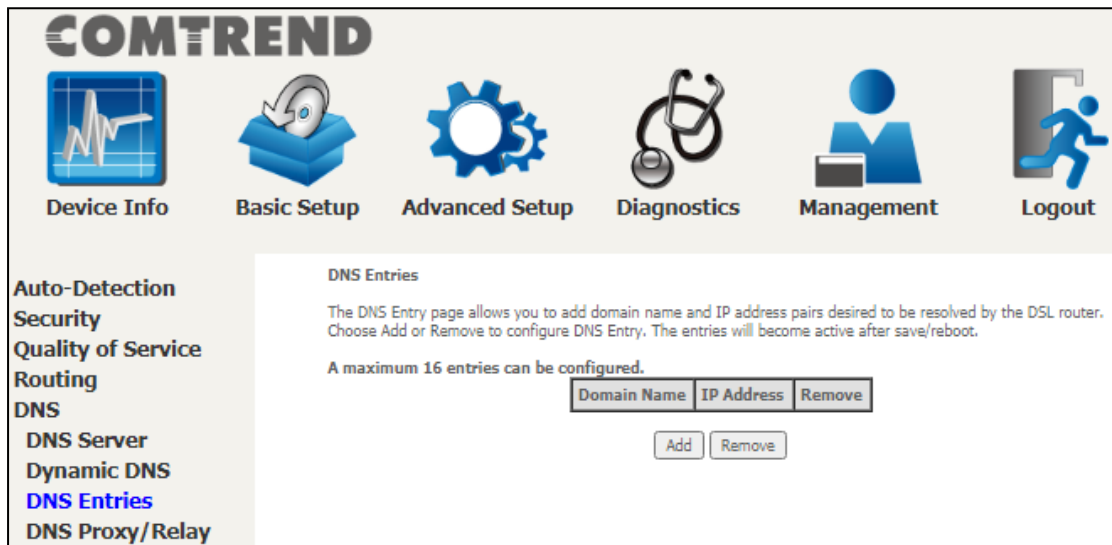 COMTREND
Device Info
Basic Setup
Advanced Setup
Diagnostics
Management
Logout
Auto-Detection
Security
Quality of Service
Routing
DNS
DNS Server
Dynamic DNS
DNS Entries
DNS Proxy/Relay
DNS Entries
The DNS Entry page allows you to add domain name and IP address pairs desired to be resolved by the DSL router.
Choose Add or Remove to configure DNS Entry. The entries will become active after save/reboot.
A maximum 16 entries can be configured.
Domain Name IP Address Remove
Add Remove